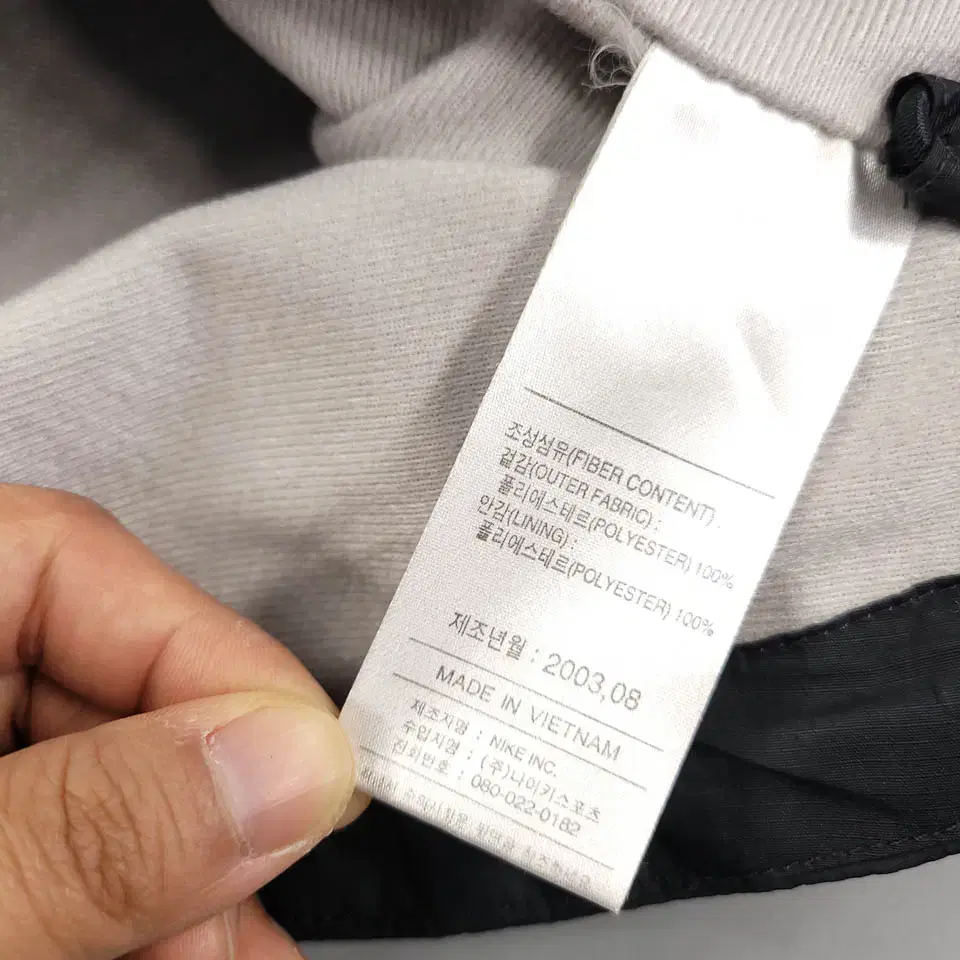 조성섬유(FIBER CONTENT).
겉감(OUTER FABRIC) :
폴리에스테르(POLYESTER) 100%
안감(LINING) :
폴리에스테르(POLYESTER) 100%
제조년월 : 2003.08
MADE IN VIETNAM
제조자명 : NIKE INC.
수입자명 : (주)나이키스포츠
전화번호 : 080-022-0182